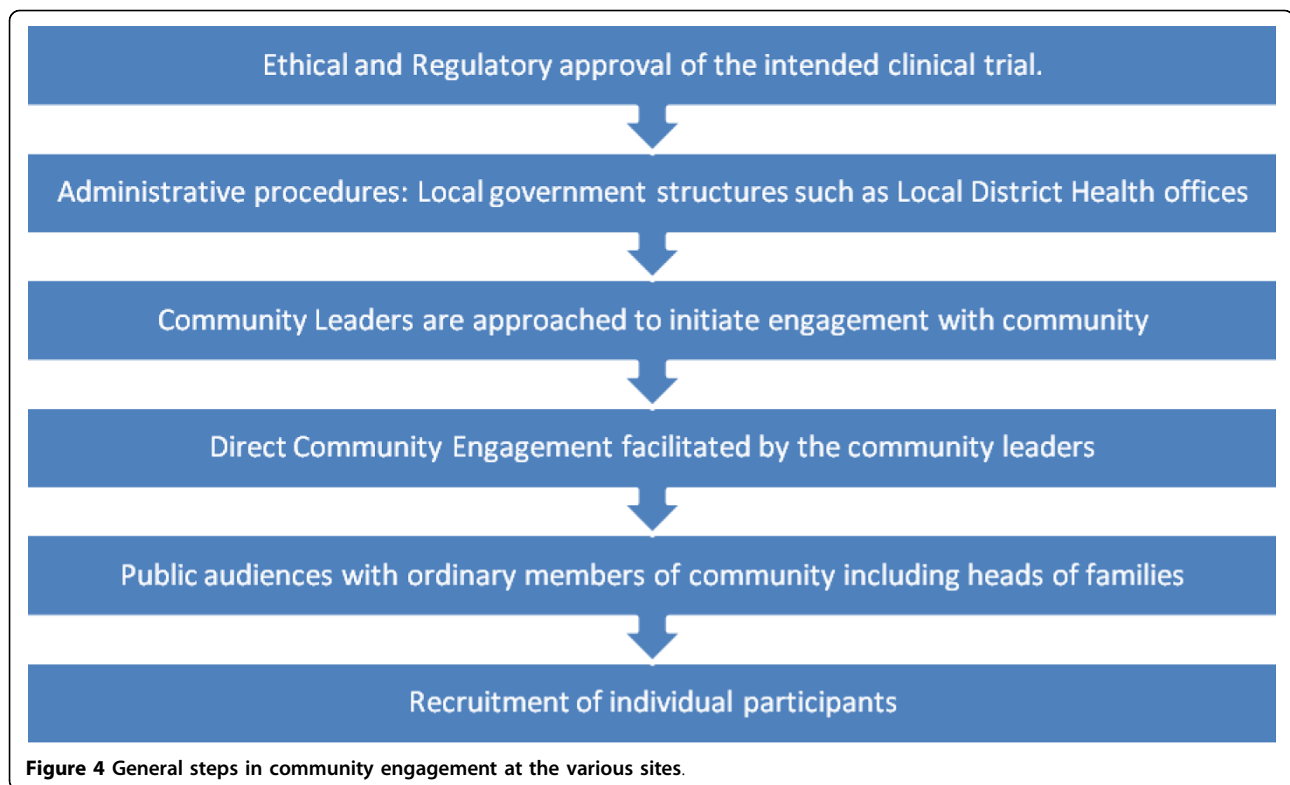 Ethical and Regulatory approval of the intended clinical trial.
Administrative procedures: Local government structures such as Local District Health offices
Community Leaders are approached to initiate engagement with community
Direct Community Engagement facilitated by the community leaders
Public audiences with ordinary members of community including heads of families
Recruitment of individual participants
Figure 4 General steps in community engagement at the various sites.